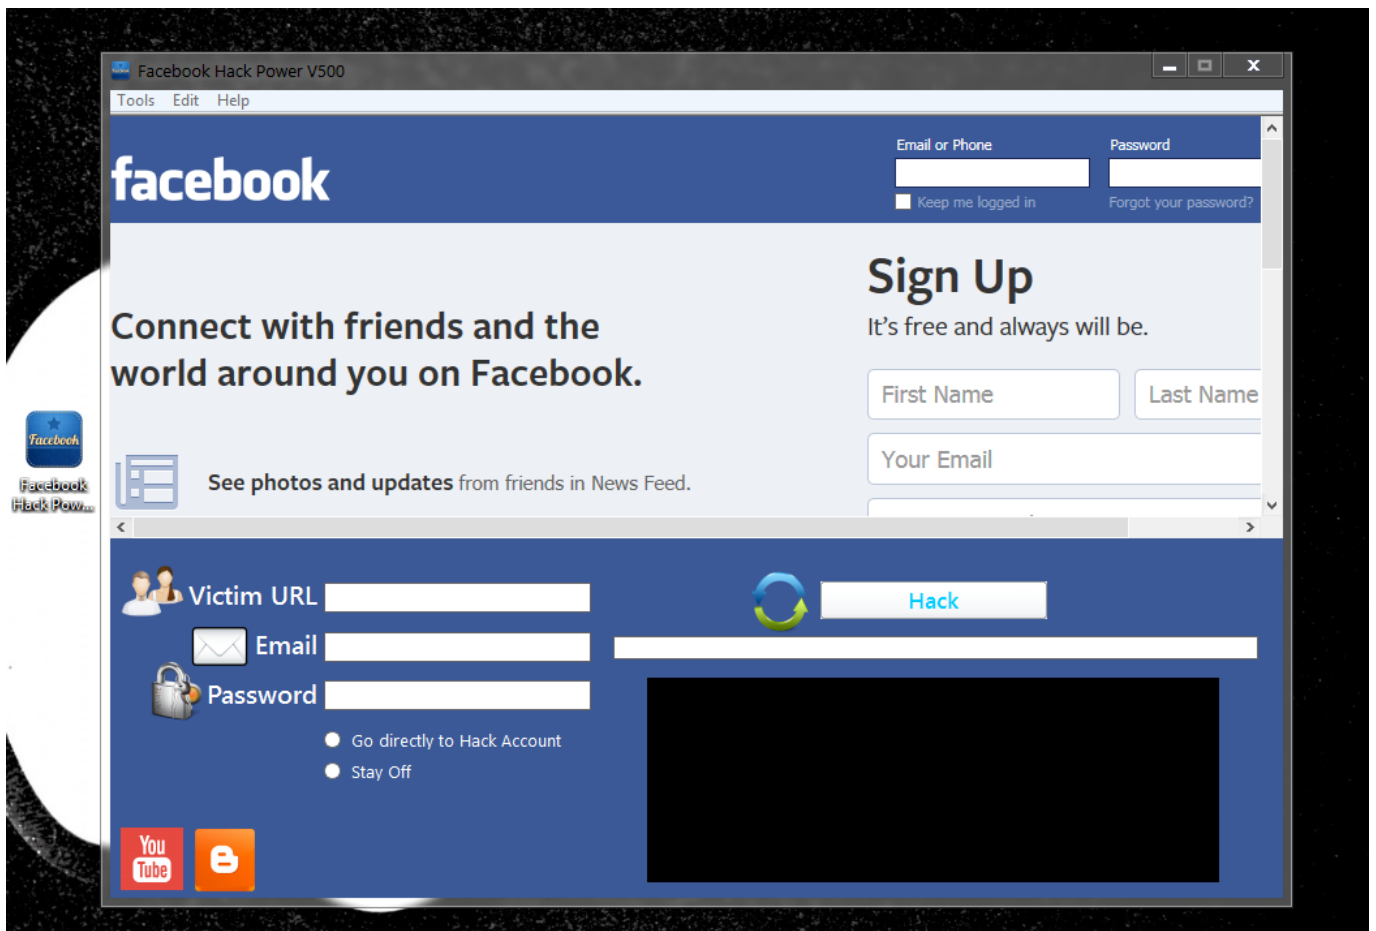 Facebook Hack Power V500
Tools Edit Help
facebook
Email or Phone Password
Keep me logged in Forgot your password?
Sign Up
It's free and always will be.
Connect with friends and the
world around you on Facebook.
First Name Last Name
Your Email
See photos and updates from friends in News Feed.
Facebook
Facebook
Hack Pow...
Victim URL
Hack
Email
Password
Go directly to Hack Account
Stay Off
You
Tube